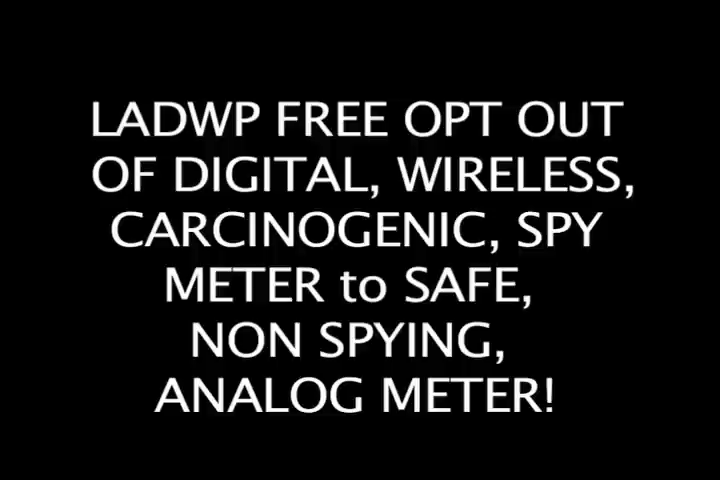 LADWP FREE OPT OUT
OF DIGITAL, WIRELESS,
CARCINOGENIC, SPY
METER to SAFE,
NON SPYING,
ANALOG METER!